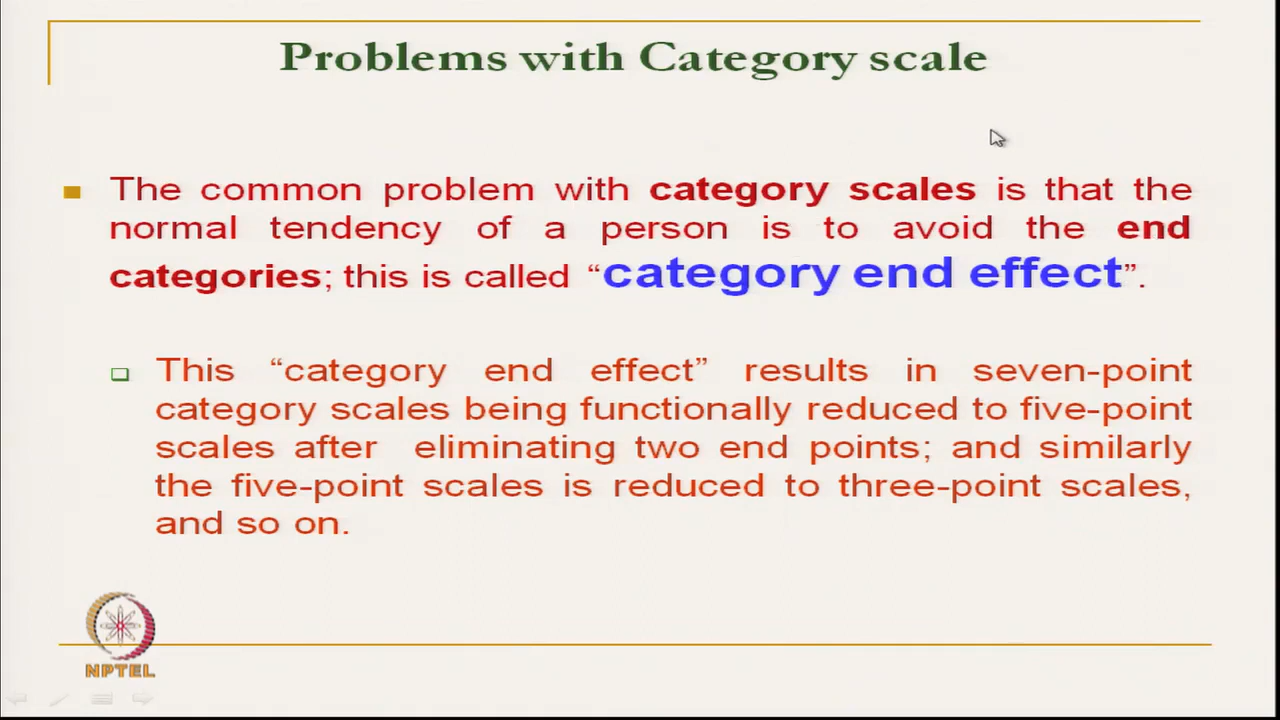 Problems with Category scale
The common problem with category scales is that the
normal tendency of a person is to avoid the end
categories; this is called “category end effect”.
This “category end effect” results in seven-point
category scales being functionally reduced to five-point
scales after eliminating two end points; and similarly
the five-point scales is reduced to three-point scales,
and so on.
NPTEL